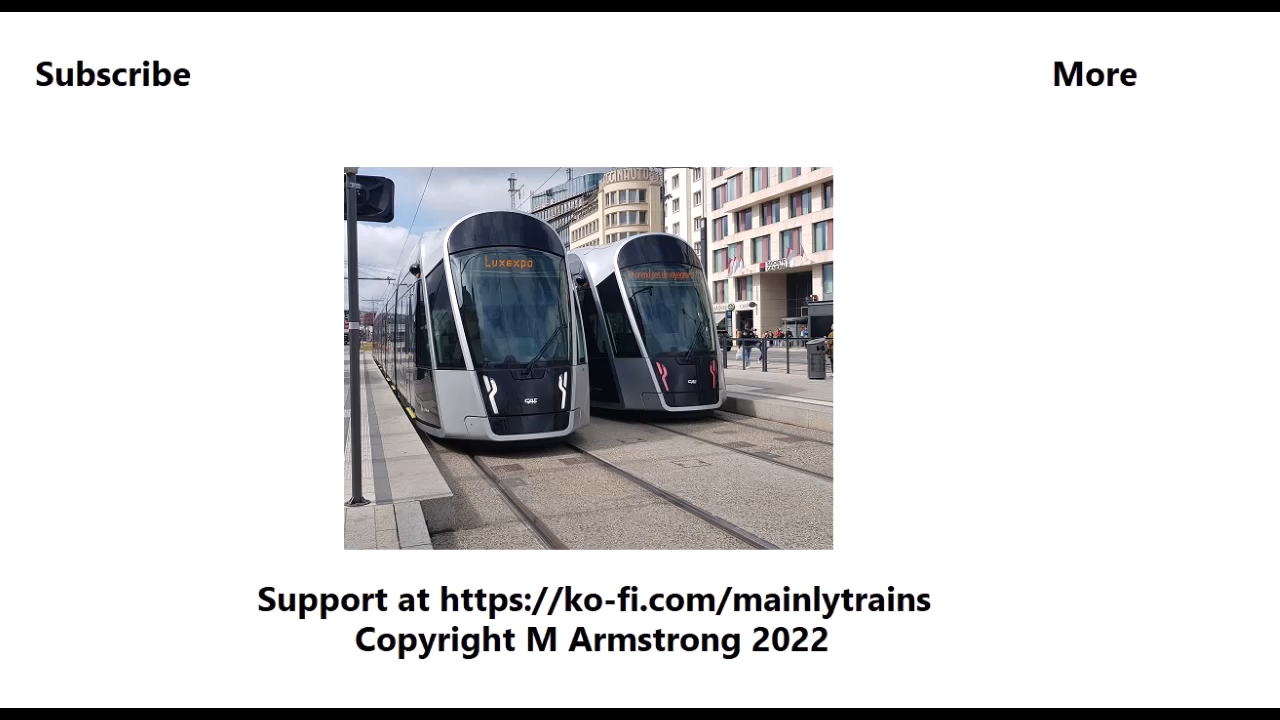 Subscribe
More
Luxexpo
CAF
Support at https://ko-fi.com/mainlytrains
Copyright M Armstrong 2022